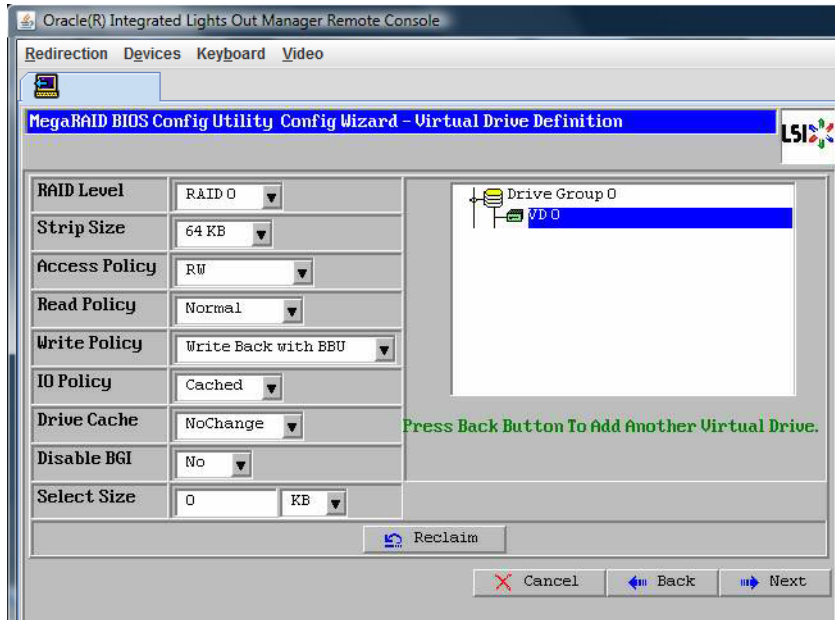 Oracle(R) Integrated Lights Out Manager Remote Console
Redirection Devices Keyboard Video
MegaRAID BIOS Config Utility Config Wizard - Virtual Drive Definition
LSI
RAID Level RAID 0
Strip Size 64 KB
Access Policy RW
Read Policy Normal
Write Policy Write Back with BBU
IO Policy Cached
Drive Cache NoChange
Disable BGI No
Select Size 0 KB
Drive Group 0
VD 0
Press Back Button To Add Another Virtual Drive.
Reclaim
Cancel Back Next